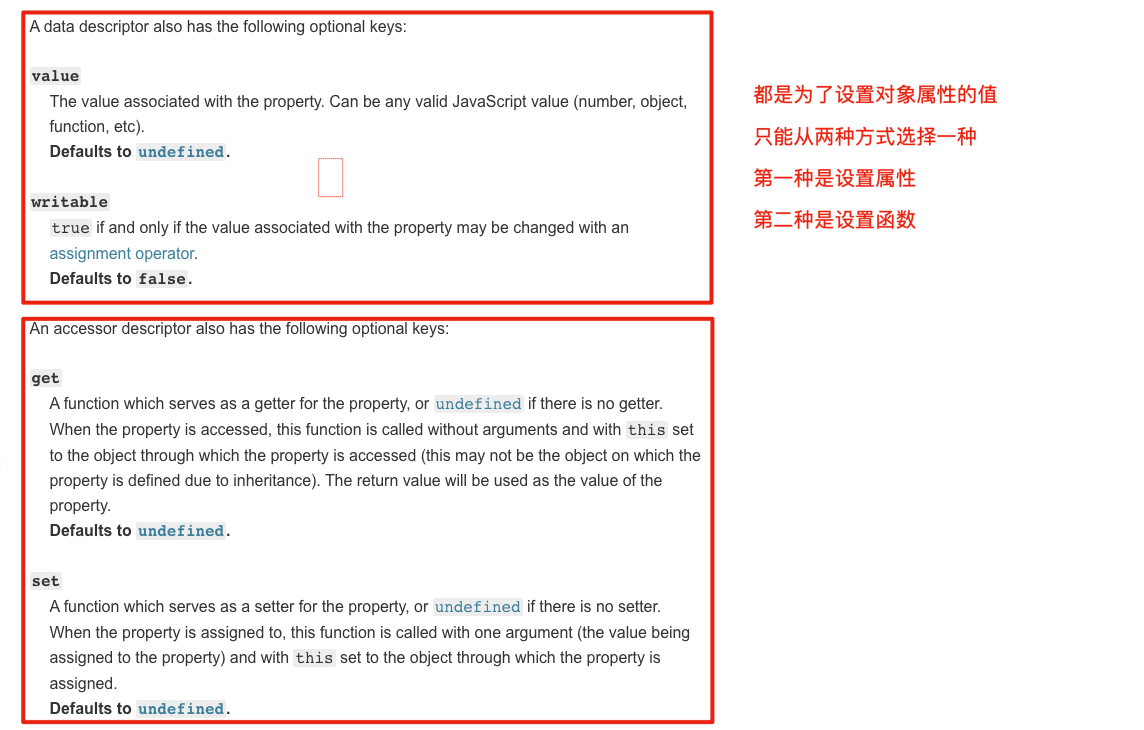 A data descriptor also has the following optional keys:
value
The value associated with the property. Can be any valid JavaScript value (number, object,
function, etc).
Defaults to undefined.
writable
true if and only if the value associated with the property may be changed with an
assignment operator.
Defaults to false.
都是为了设置对象属性的值
只能从两种方式选择一种
第一种是设置属性
第二种是设置函数
An accessor descriptor also has the following optional keys:
get
A function which serves as a getter for the property, or undefined if there is no getter.
When the property is accessed, this function is called without arguments and with this set
to the object through which the property is accessed (this may not be the object on which the
property is defined due to inheritance). The return value will be used as the value of the
property.
Defaults to undefined.
set
A function which serves as a setter for the property, or undefined if there is no setter.
When the property is assigned to, this function is called with one argument (the value being
assigned to the property) and with this set to the object through which the property is
assigned.
Defaults to undefined.